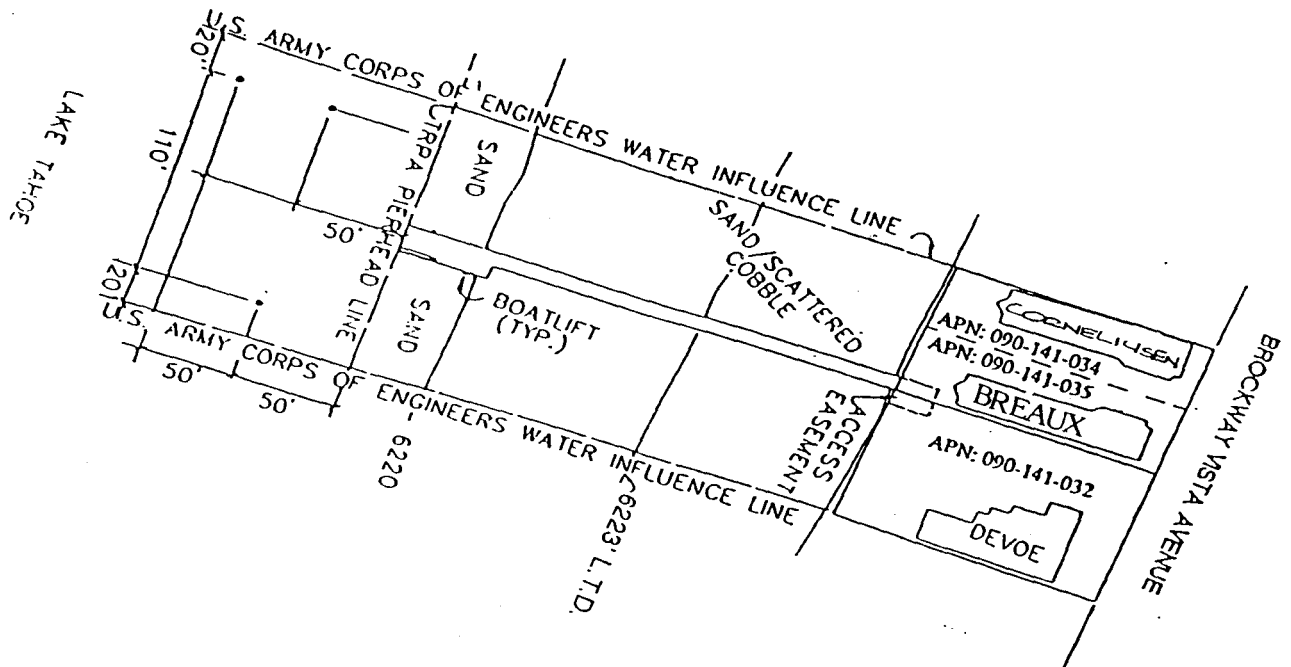 U.S. ARMY CORPS OF ENGINEERS WATER INFLUENCE LINE
20'
110'
20'
LAKE TAHOE
TRPA PIERHEAD LINE
SAND
SAND
50'
BOATLIFT
(TYP.)
SAND/SCATTERED
COBBLE
CORNELIUSEN
APN: 090-141-034
APN: 090-141-035
BREAUX
APN: 090-141-032
DEVOE
BROCKWAY VISTA AVENUE
ACCESS
EASEMENT
U.S. ARMY CORPS OF ENGINEERS WATER INFLUENCE LINE
50'
50'
6220
6223' L.T.D.